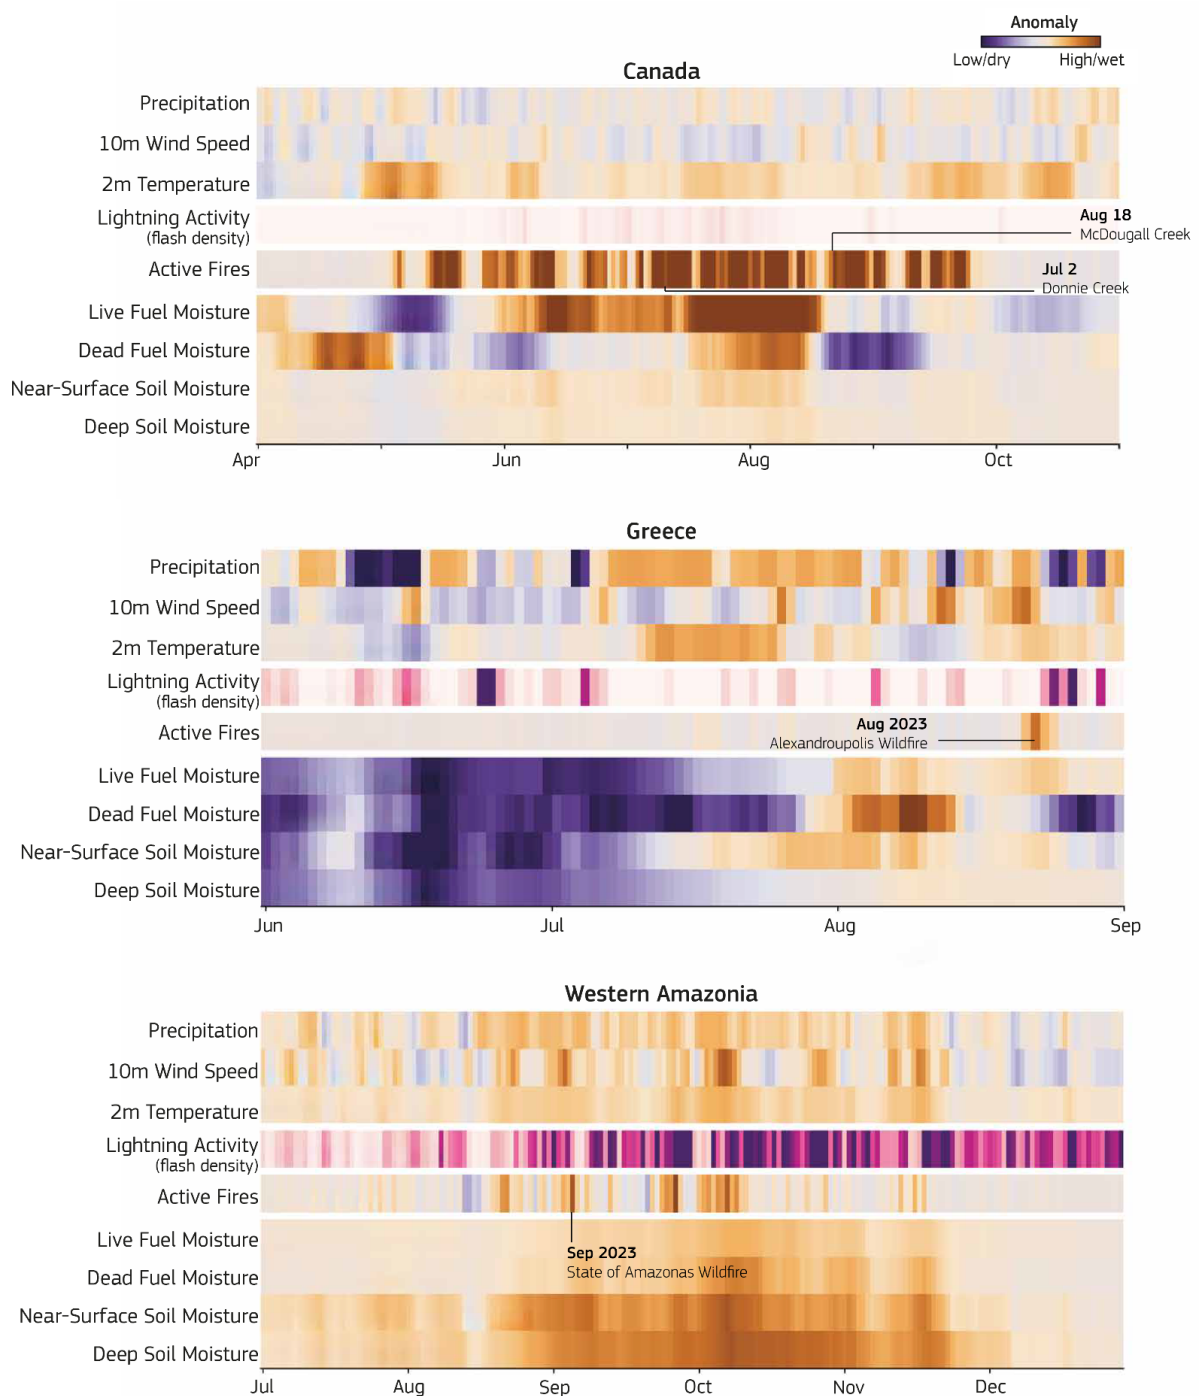 Anomaly
Low/dry High/wet
Canada
Precipitation
10m Wind Speed
2m Temperature
Lightning Activity
(flash density)
Aug 18
McDougall Creek
Active Fires
Jul 2
Donnie Creek
Live Fuel Moisture
Dead Fuel Moisture
Near-Surface Soil Moisture
Deep Soil Moisture
Apr Jun Aug Oct
Greece
Precipitation
10m Wind Speed
2m Temperature
Lightning Activity
(flash density)
Active Fires
Aug 2023
Alexandroupolis Wildfire
Live Fuel Moisture
Dead Fuel Moisture
Near-Surface Soil Moisture
Deep Soil Moisture
Jun Jul Aug Sep
Western Amazonia
Precipitation
10m Wind Speed
2m Temperature
Lightning Activity
(flash density)
Active Fires
Live Fuel Moisture
Sep 2023
State of Amazonas Wildfire
Dead Fuel Moisture
Near-Surface Soil Moisture
Deep Soil Moisture
Jul Aug Sep Oct Nov Dec